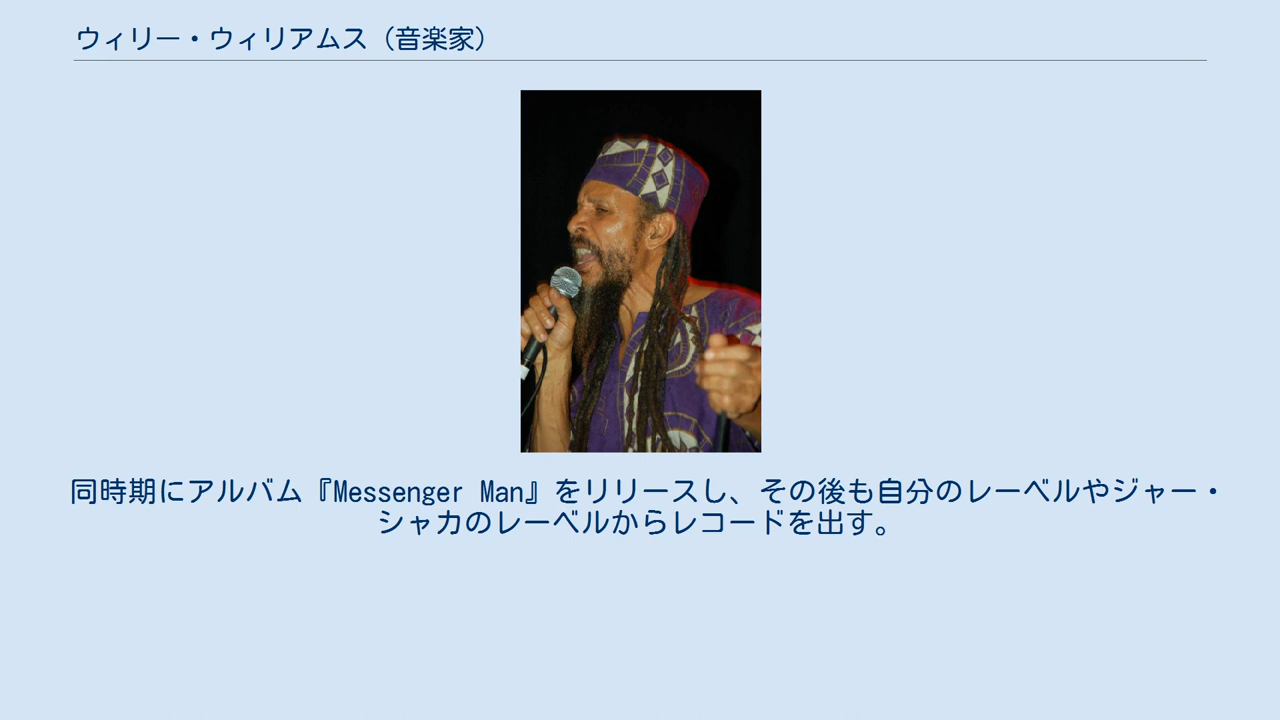 ウィリー・ウィリアムス（音楽家）
同時期にアルバム『Messenger Man』をリリースし、その後も自分のレーベルやジャー・
シャカのレーベルからレコードを出す。